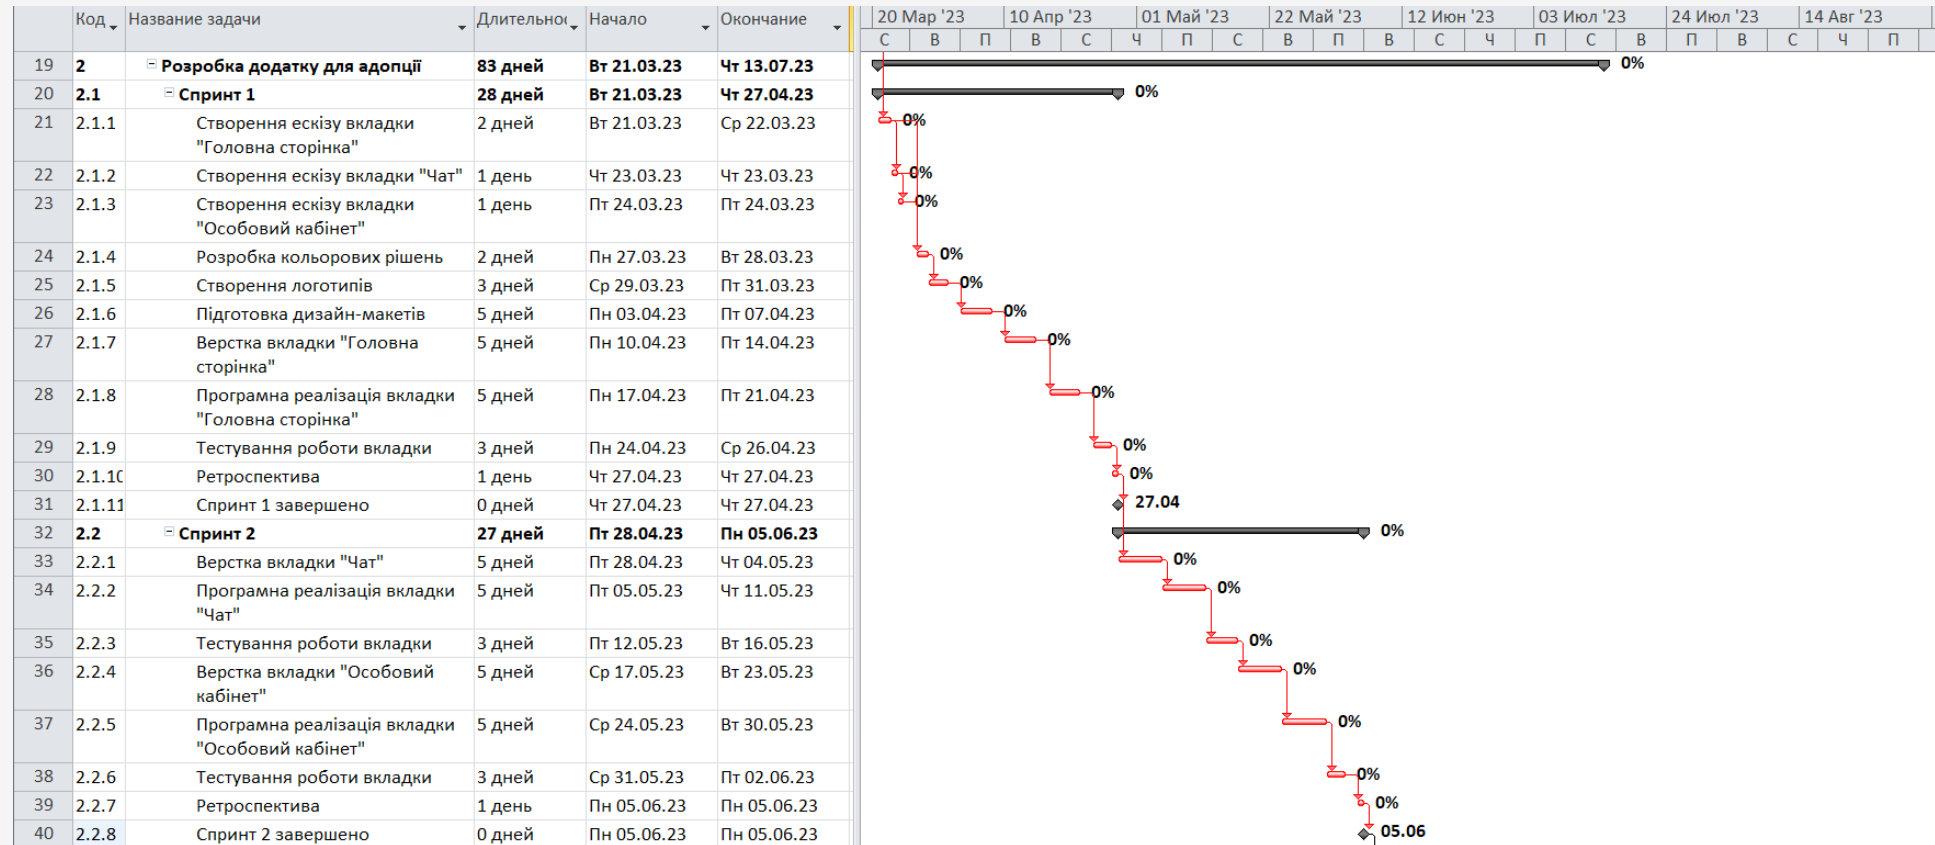 Код Название задачи Длительнос Начало Окончание
20 Мар '23 10 Апр '23 01 Май '23 22 Май '23 12 Июн '23 03 Июл '23 24 Июл '23 14 Авг '23
С В П В С Ч П С В П В С Ч П С В П В С Ч П
19 2 Розробка додатку для адопції 83 дней Вт 21.03.23 Чт 13.07.23 0%
20 2.1 Спринт 1 28 дней Вт 21.03.23 Чт 27.04.23 0%
21 2.1.1 Створення ескізу вкладки 2 дней Вт 21.03.23 Ср 22.03.23 0%
"Головна сторінка"
22 2.1.2 Створення ескізу вкладки "Чат" 1 день Чт 23.03.23 Чт 23.03.23 0%
23 2.1.3 Створення ескізу вкладки 1 день Пт 24.03.23 Пт 24.03.23 0%
"Особовий кабінет"
24 2.1.4 Розробка кольорових рішень 2 дней Пн 27.03.23 Вт 28.03.23 0%
25 2.1.5 Створення логотипів 3 дней Ср 29.03.23 Пт 31.03.23 0%
26 2.1.6 Підготовка дизайн-макетів 5 дней Пн 03.04.23 Пт 07.04.23 0%
27 2.1.7 Верстка вкладки "Головна 5 дней Пн 10.04.23 Пт 14.04.23 0%
сторінка"
28 2.1.8 Програмна реалізація вкладки 5 дней Пн 17.04.23 Пт 21.04.23 0%
"Головна сторінка"
29 2.1.9 Тестування роботи вкладки 3 дней Пн 24.04.23 Ср 26.04.23 0%
30 2.1.10 Ретроспектива 1 день Чт 27.04.23 Чт 27.04.23 0%
31 2.1.11 Спринт 1 завершено 0 дней Чт 27.04.23 Чт 27.04.23 27.04
32 2.2 Спринт 2 27 дней Пт 28.04.23 Пн 05.06.23 0%
33 2.2.1 Верстка вкладки "Чат" 5 дней Пт 28.04.23 Чт 04.05.23 0%
34 2.2.2 Програмна реалізація вкладки 5 дней Пт 05.05.23 Чт 11.05.23 0%
"Чат"
35 2.2.3 Тестування роботи вкладки 3 дней Пт 12.05.23 Вт 16.05.23 0%
36 2.2.4 Верстка вкладки "Особовий 5 дней Ср 17.05.23 Вт 23.05.23 0%
кабінет"
37 2.2.5 Програмна реалізація вкладки 5 дней Ср 24.05.23 Вт 30.05.23 0%
"Особовий кабінет"
38 2.2.6 Тестування роботи вкладки 3 дней Ср 31.05.23 Пт 02.06.23 0%
39 2.2.7 Ретроспектива 1 день Пн 05.06.23 Пн 05.06.23 0%
40 2.2.8 Спринт 2 завершено 0 дней Пн 05.06.23 Пн 05.06.23 05.06